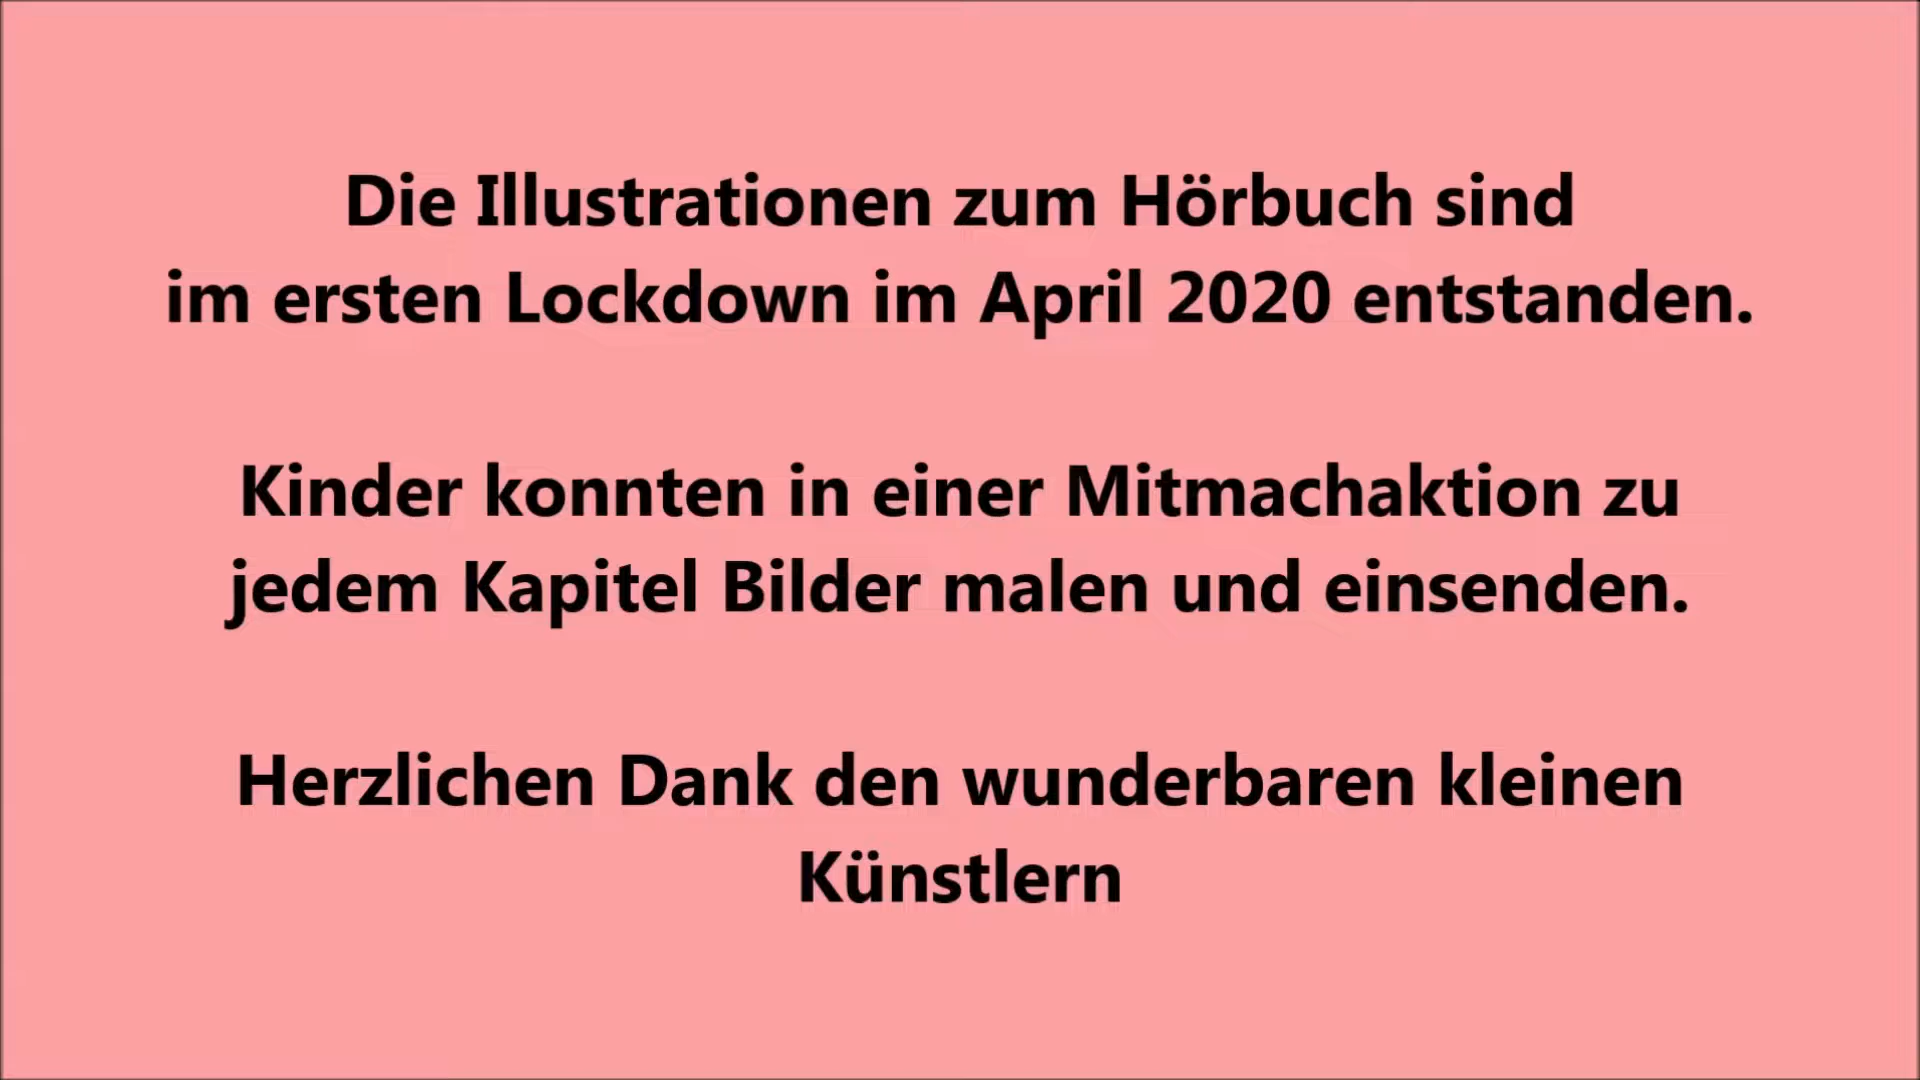 Die Illustrationen zum Hörbuch sind
im ersten Lockdown im April 2020 entstanden.
Kinder konnten in einer Mitmachaktion zu
jedem Kapitel Bilder malen und einsenden.
Herzlichen Dank den wunderbaren kleinen
Künstlern